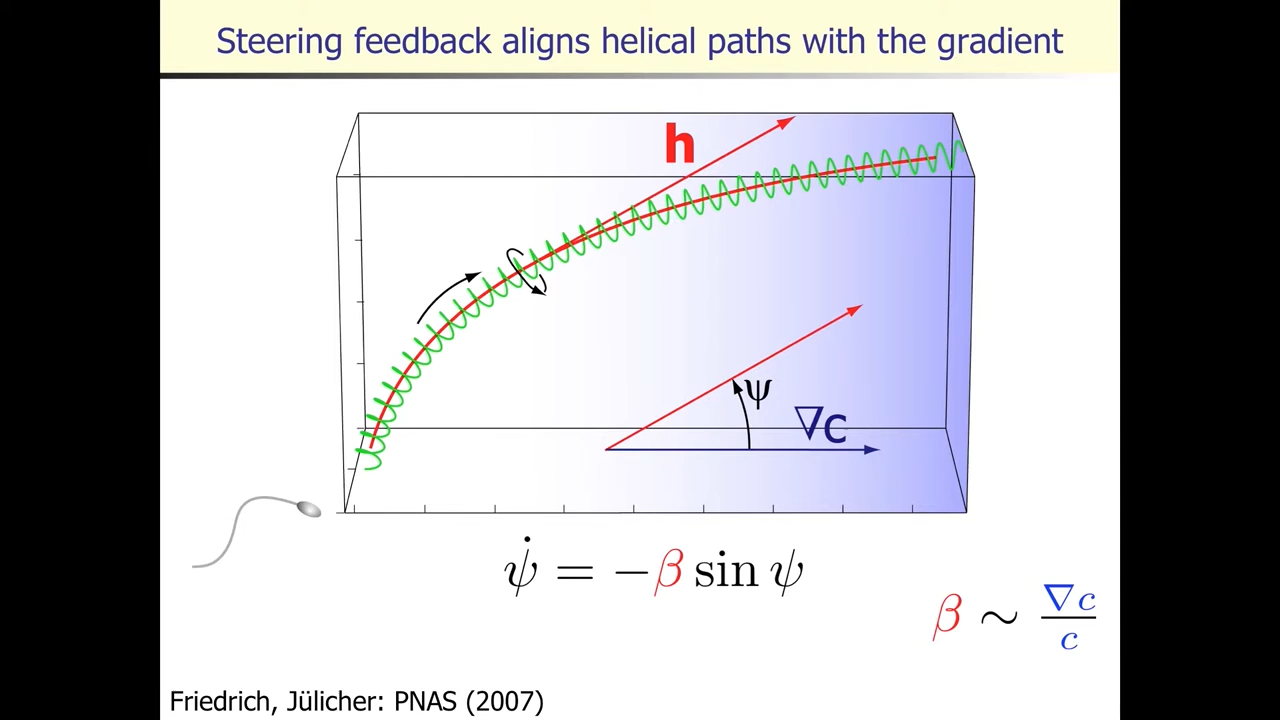 Steering feedback aligns helical paths with the gradient
h
ψ
∇c
ψ̇ = −β sin ψ
β ∼ ∇c / c
Friedrich, Jülicher: PNAS (2007)